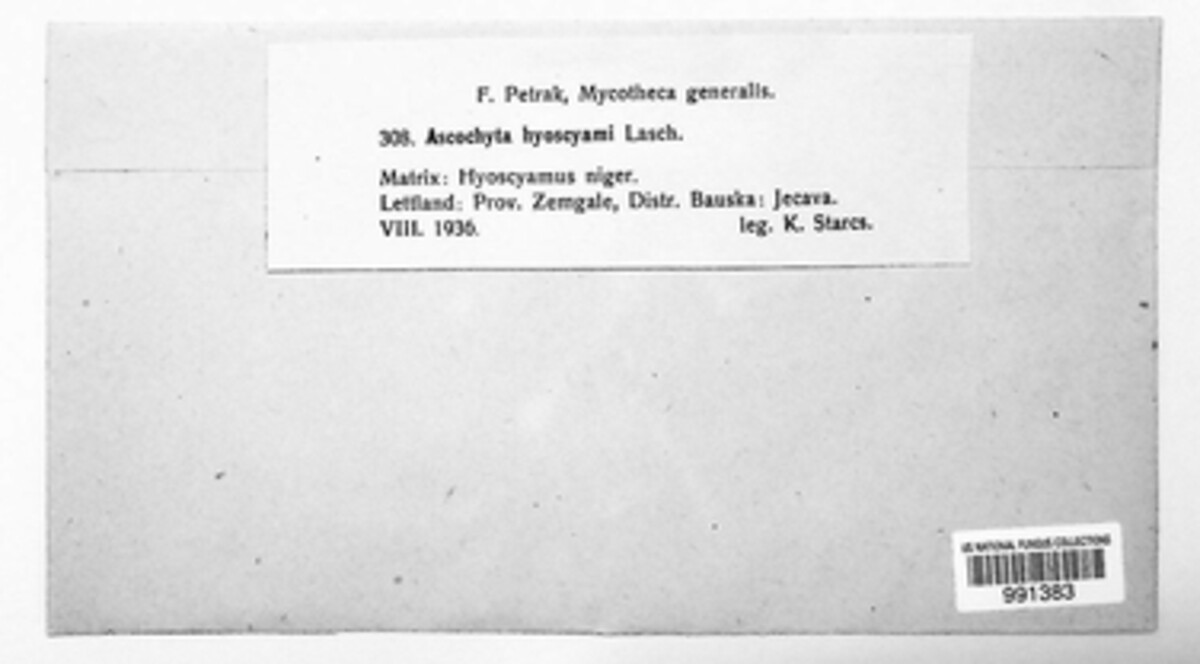 F. Petrak, Mycotheca generalis.
308. Ascochyta hyoscyami Lasch.
Matrix: Hyoscyamus niger.
Lettland: Prov. Zemgale, Distr. Bauska: Jecava.
VIII. 1936. leg. K. Starcs.
US NATIONAL FUNGUS COLLECTIONS
991383